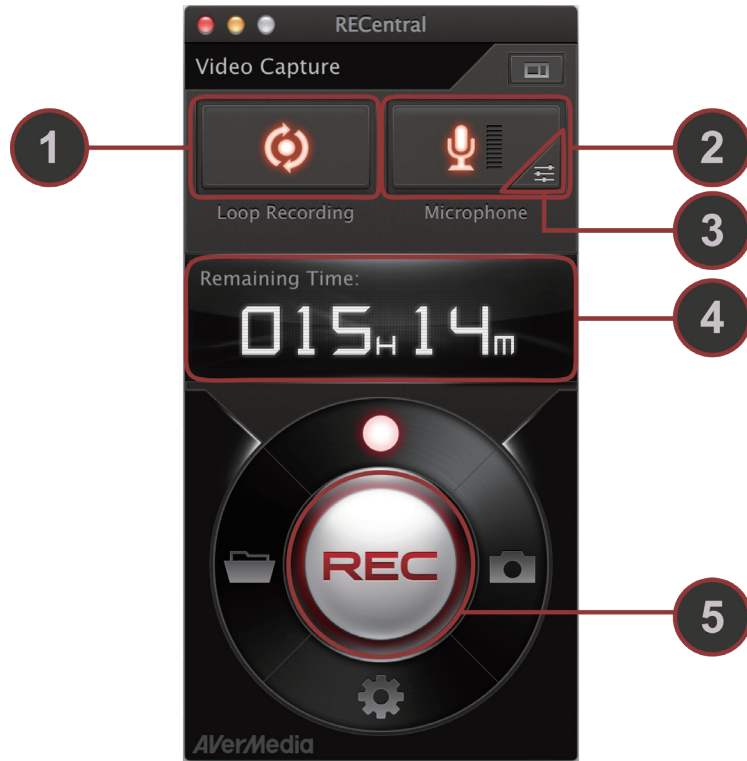 RECentral
Video Capture
1
2
Loop Recording
Microphone
3
Remaining Time:
015H14m
4
REC
5
AVerMedia